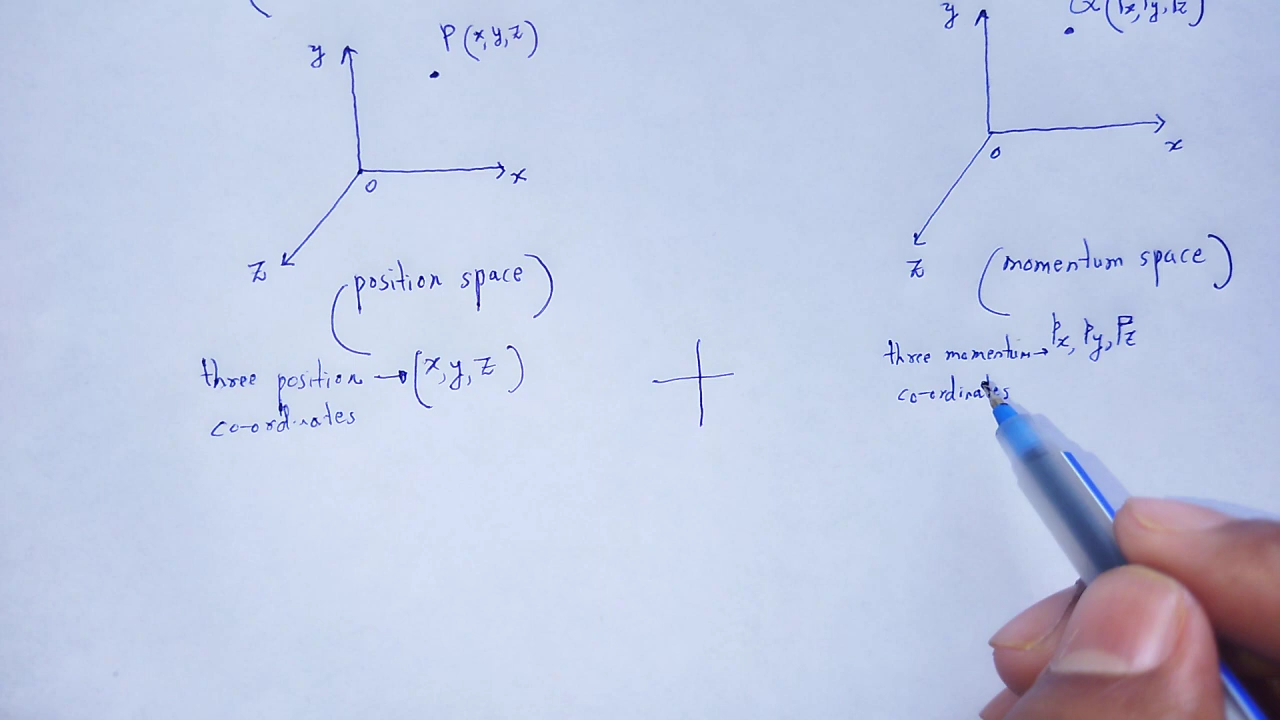 y
P(x,y,z)
O
x
z
(position space)
three position → (x,y,z)
co-ordinates
+
y
Q(Px,Py,Pz)
O
x
z
(momentum space)
three momentum → Px, Py, Pz
co-ordinates